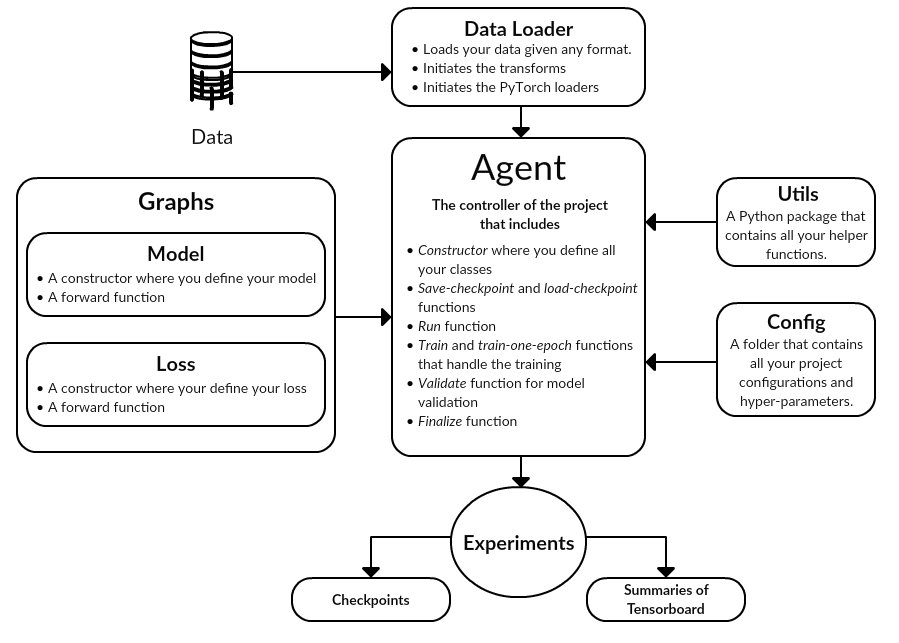 Data Loader
• Loads your data given any format.
• Initiates the transforms
• Initiates the PyTorch loaders
Data
Graphs
Model
• A constructor where you define your model
• A forward function
Loss
• A constructor where your define your loss
• A forward function
Agent
The controller of the project
that includes
• Constructor where you define all
your classes
• Save-checkpoint and load-checkpoint
functions
• Run function
• Train and train-one-epoch functions
that handle the training
• Validate function for model
validation
• Finalize function
Utils
A Python package that
contains all your helper
functions.
Config
A folder that contains
all your project
configurations and
hyper-parameters.
Experiments
Checkpoints
Summaries of
Tensorboard